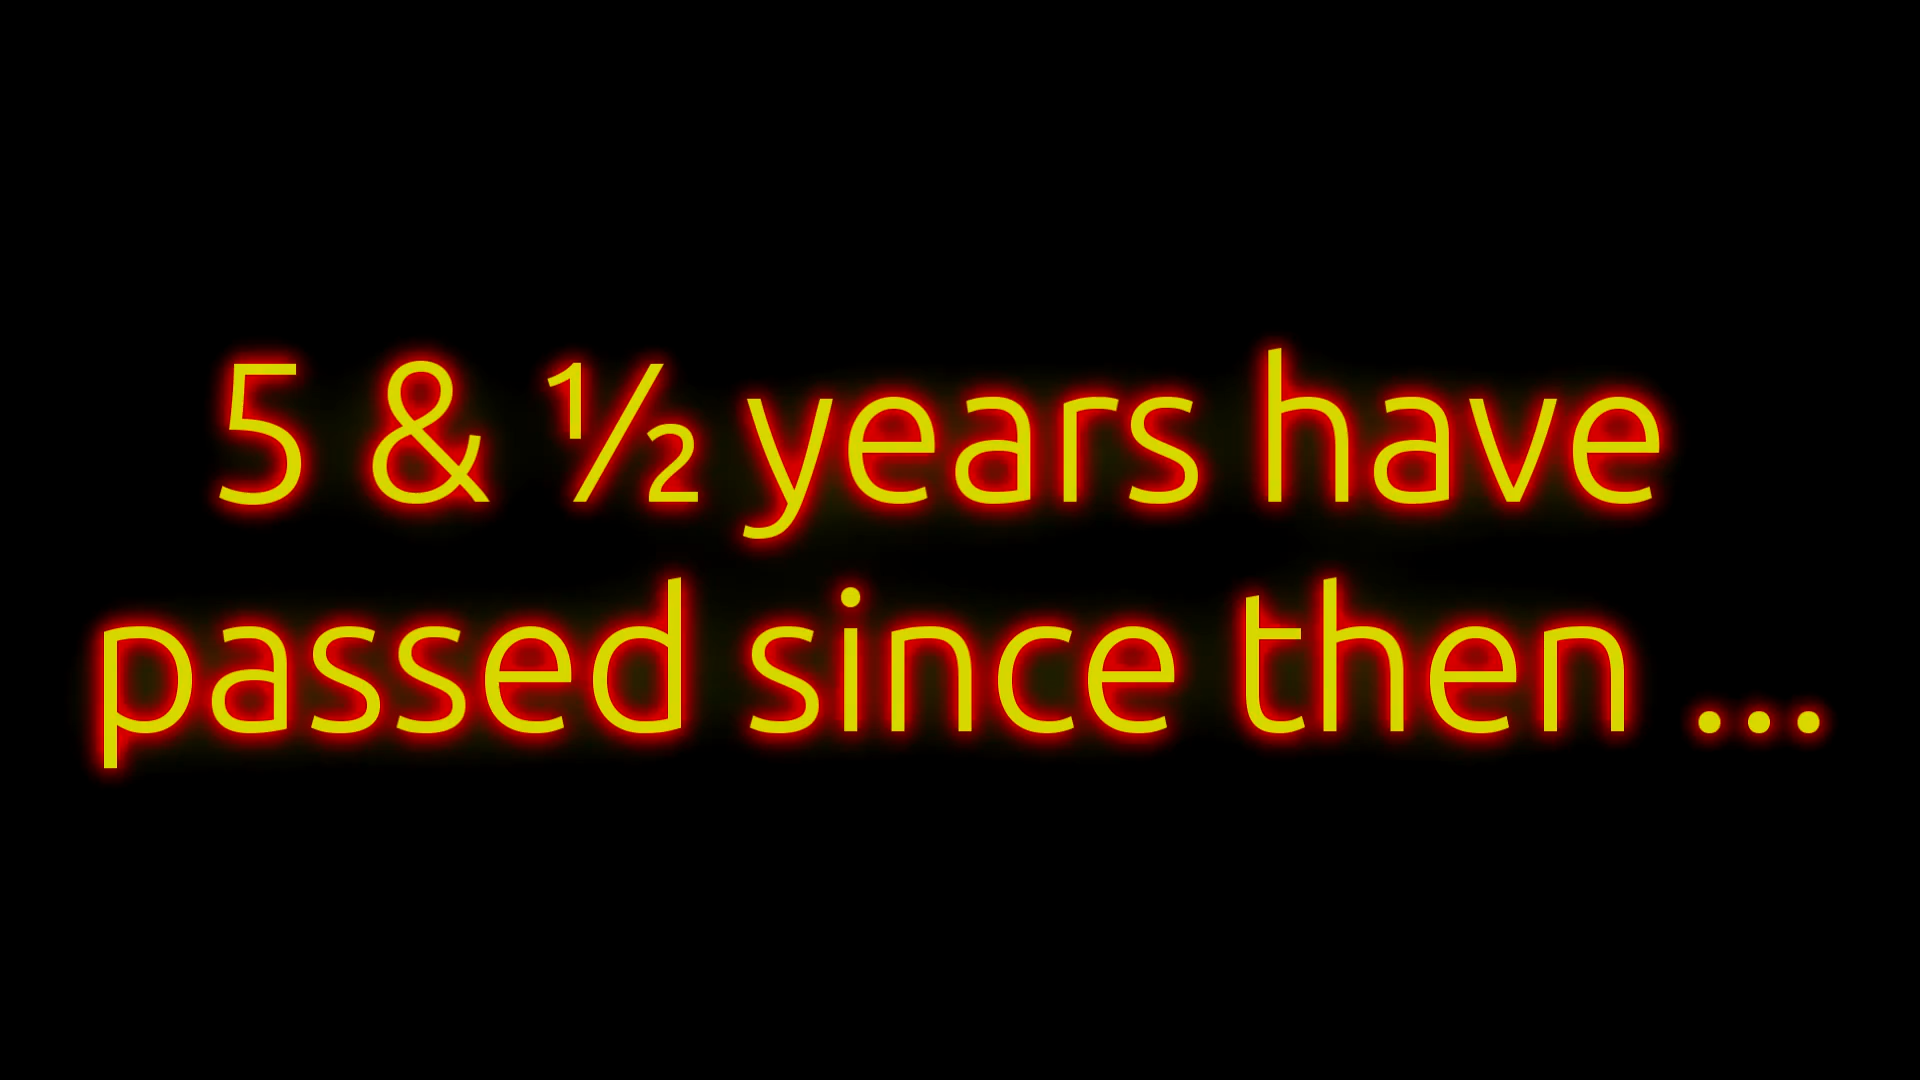 5 & ½ years have
passed since then ...